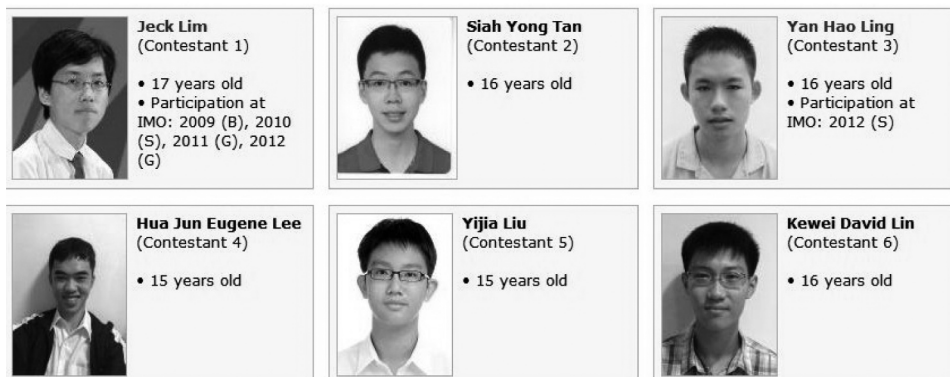 Jeck Lim
(Contestant 1)
• 17 years old
• Participation at
IMO: 2009 (B), 2010
(S), 2011 (G), 2012
(G)
Siah Yong Tan
(Contestant 2)
• 16 years old
Yan Hao Ling
(Contestant 3)
• 16 years old
• Participation at
IMO: 2012 (S)
Hua Jun Eugene Lee
(Contestant 4)
• 15 years old
Yijia Liu
(Contestant 5)
• 15 years old
Kewei David Lin
(Contestant 6)
• 16 years old